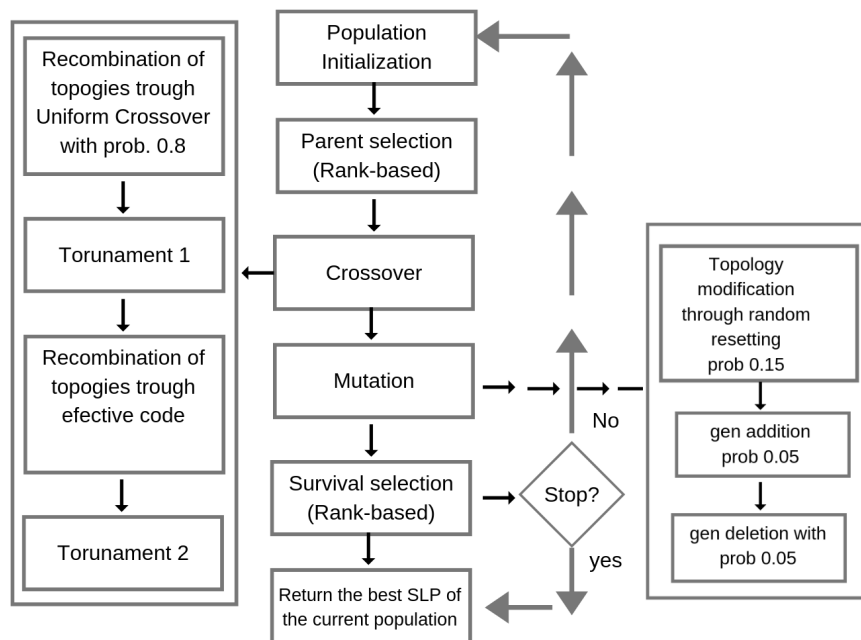 Recombination of
topogies trough
Uniform Crossover
with prob. 0.8
Torunament 1
Recombination of
topogies trough
efective code
Torunament 2
Population
Initialization
Parent selection
(Rank-based)
Crossover
Mutation
Survival selection
(Rank-based)
Return the best SLP of
the current population
No
Stop?
yes
Topology
modification
through random
resetting
prob 0.15
gen addition
prob 0.05
gen deletion with
prob 0.05